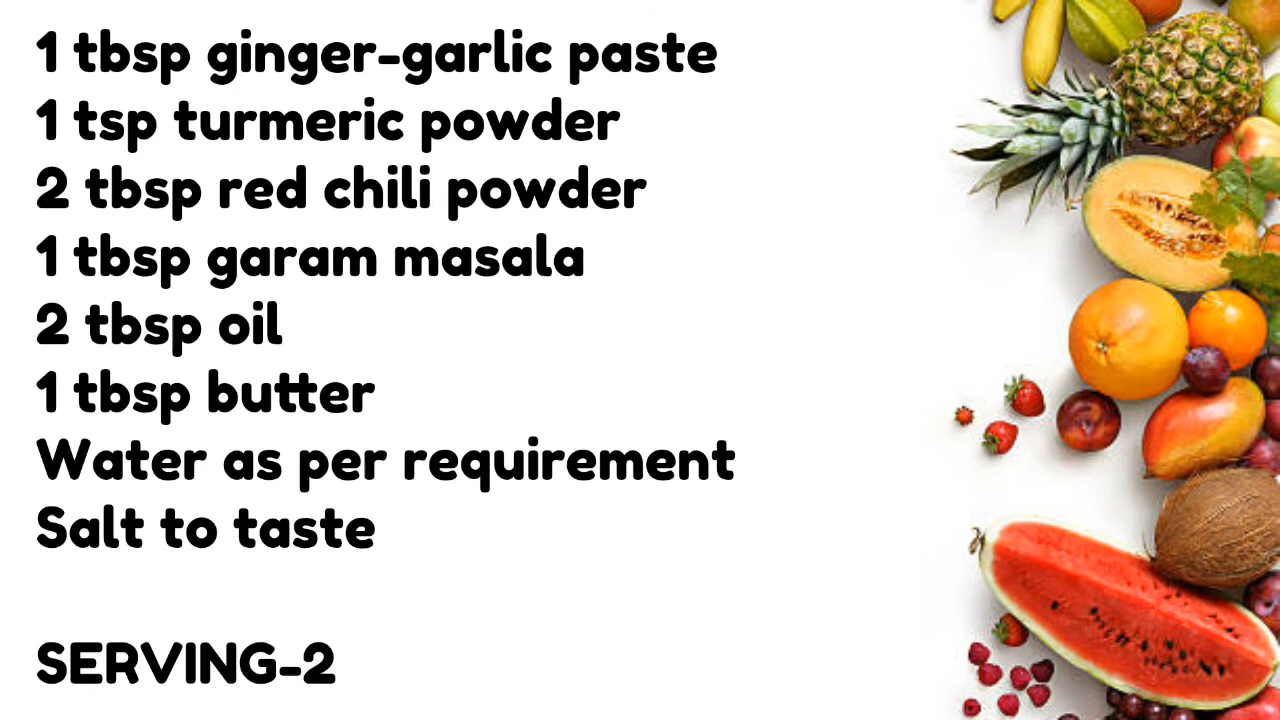 1 tbsp ginger-garlic paste
1 tsp turmeric powder
2 tbsp red chili powder
1 tbsp garam masala
2 tbsp oil
1 tbsp butter
Water as per requirement
Salt to taste
SERVING-2